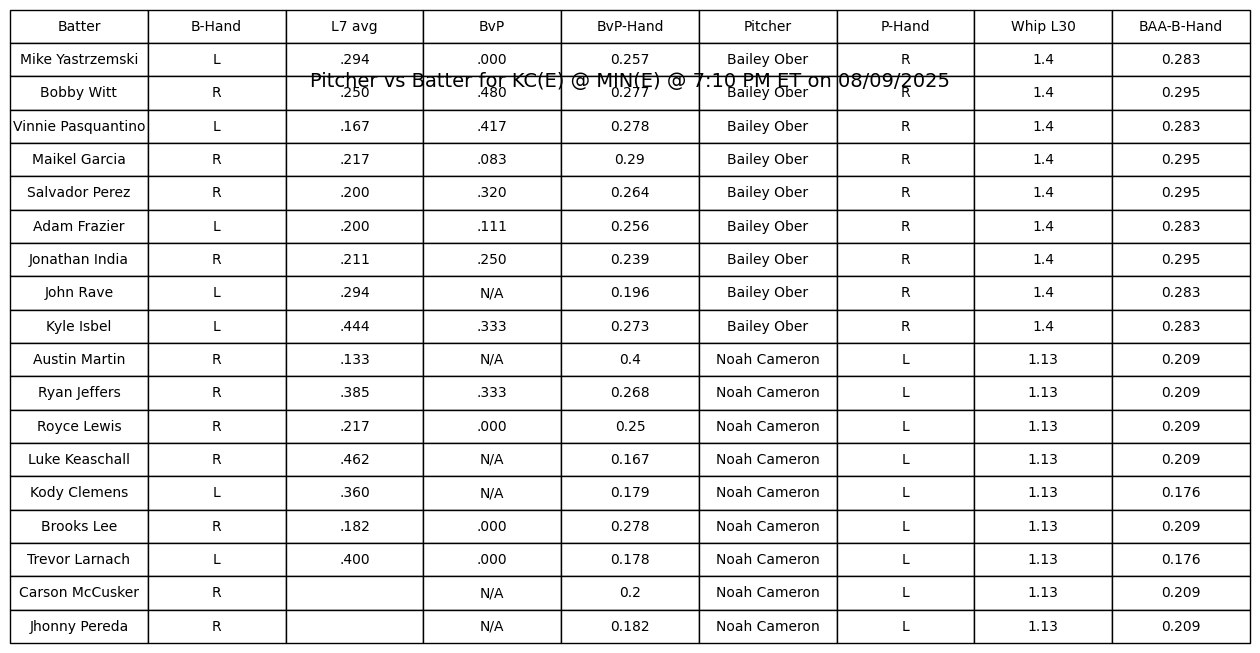 Batter B-Hand L7 avg BvP BvP-Hand Pitcher P-Hand Whip L30 BAA-B-Hand
Mike Yastrzemski L .294 .000 0.257 Bailey Ober R 1.4 0.283
Pitcher vs Batter for KC(E) @ MIN(E) @ 7:10 PM ET on 08/09/2025
Bobby Witt R .250 .480 0.277 Bailey Ober R 1.4 0.295
Vinnie Pasquantino L .167 .417 0.278 Bailey Ober R 1.4 0.283
Maikel Garcia R .217 .083 0.29 Bailey Ober R 1.4 0.295
Salvador Perez R .200 .320 0.264 Bailey Ober R 1.4 0.295
Adam Frazier L .200 .111 0.256 Bailey Ober R 1.4 0.283
Jonathan India R .211 .250 0.239 Bailey Ober R 1.4 0.295
John Rave L .294 N/A 0.196 Bailey Ober R 1.4 0.283
Kyle Isbel L .444 .333 0.273 Bailey Ober R 1.4 0.283
Austin Martin R .133 N/A 0.4 Noah Cameron L 1.13 0.209
Ryan Jeffers R .385 .333 0.268 Noah Cameron L 1.13 0.209
Royce Lewis R .217 .000 0.25 Noah Cameron L 1.13 0.209
Luke Keaschall R .462 N/A 0.167 Noah Cameron L 1.13 0.209
Kody Clemens L .360 N/A 0.179 Noah Cameron L 1.13 0.176
Brooks Lee R .182 .000 0.278 Noah Cameron L 1.13 0.209
Trevor Larnach L .400 .000 0.178 Noah Cameron L 1.13 0.176
Carson McCusker R N/A 0.2 Noah Cameron L 1.13 0.209
Jhonny Pereda R N/A 0.182 Noah Cameron L 1.13 0.209